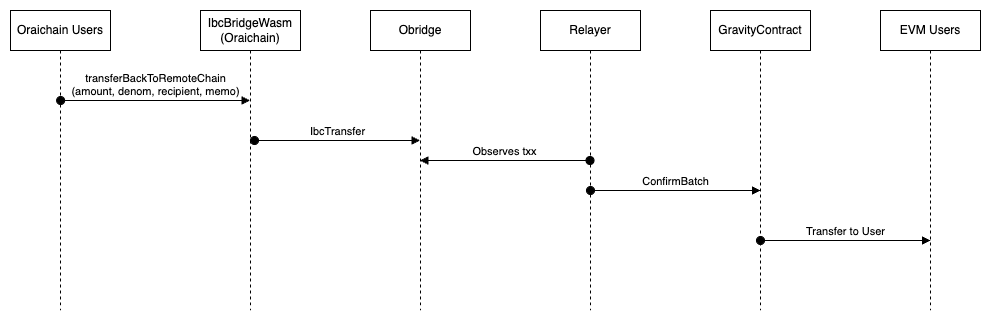 Oraichain Users
IbcBridgeWasm
(Oraichain)
Obridge
Relayer
GravityContract
EVM Users
transferBackToRemoteChain
(amount, denom, recipient, memo)
IbcTransfer
Observes txx
ConfirmBatch
Transfer to User